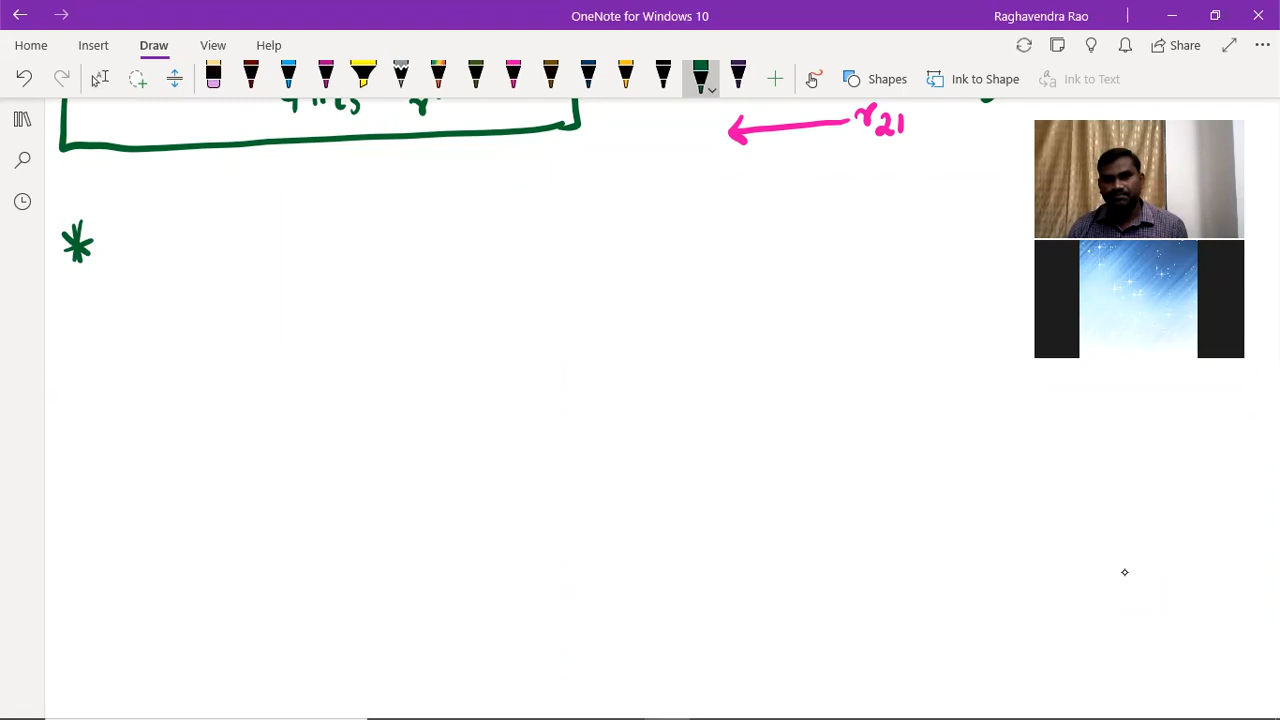 OneNote for Windows 10
Raghavendra Rao
Home Insert Draw View Help
Share
Shapes
Ink to Shape
Ink to Text
r21
*